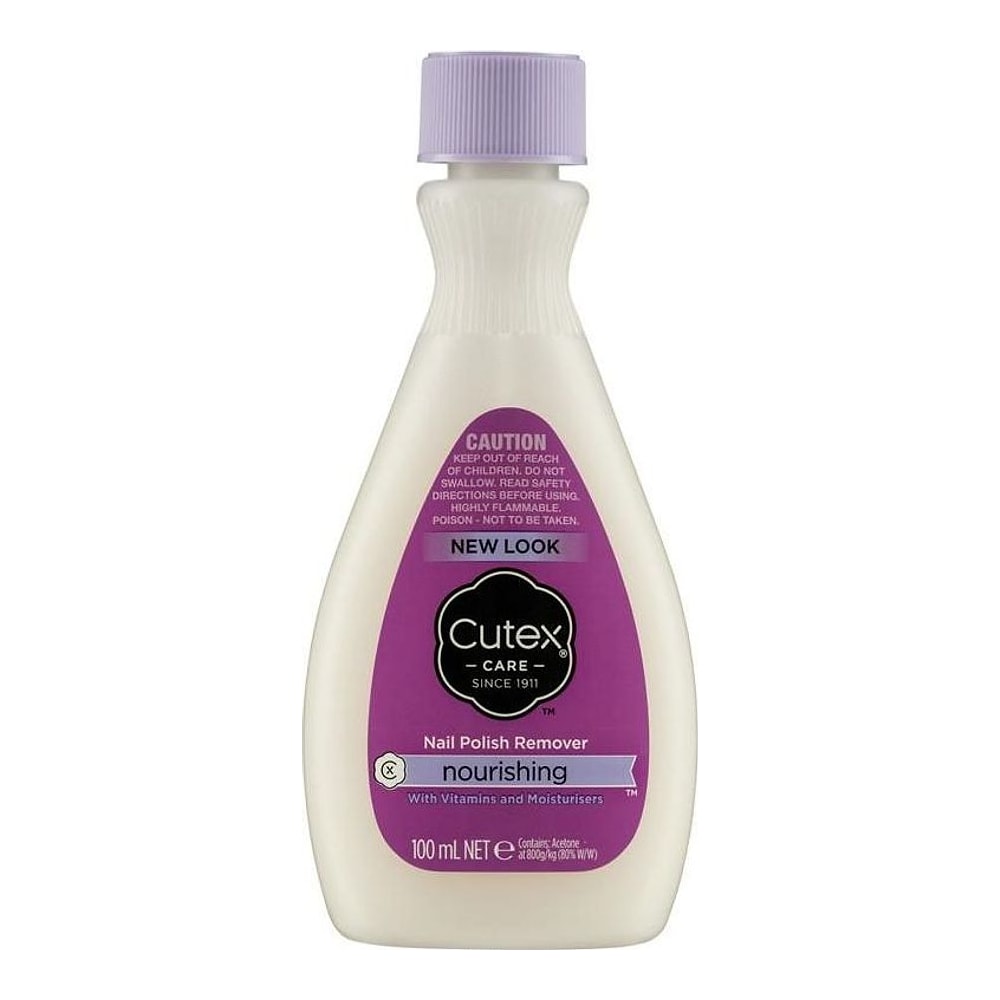 CAUTION
KEEP OUT OF REACH
OF CHILDREN. DO NOT
SWALLOW. READ SAFETY
DIRECTIONS BEFORE USING.
HIGHLY FLAMMABLE.
POISON - NOT TO BE TAKEN.
NEW LOOK
Cutex®
– CARE –
SINCE 1911
™
Nail Polish Remover
Cx
nourishing™
With Vitamins and Moisturisers
100 mL NET ℮ Contains: Acetone
at 800g/kg (80% W/W)